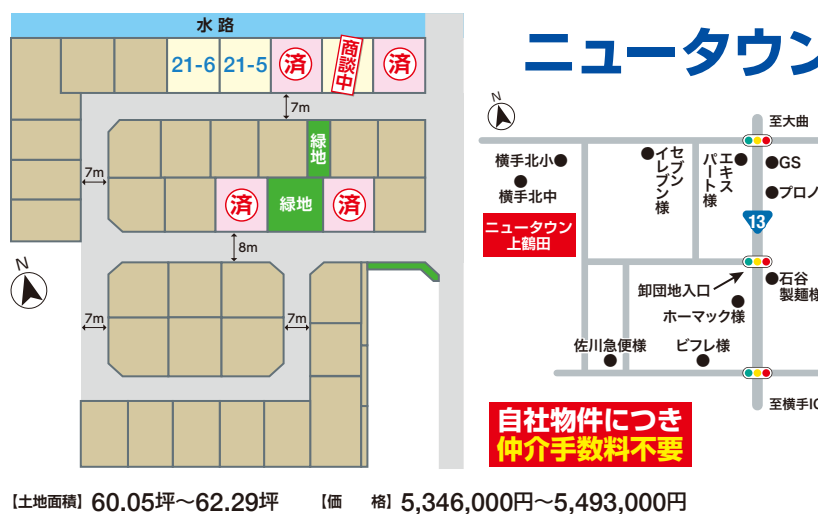 水路
21-6 21-5 済 商談中 済
7m
緑地
7m
済 緑地 済
8m
N
7m 7m
ニュータウン
N
至大曲
横手北小
横手北中
セブン
イレブン様
エキス
パート様
GS
プロノ
ニュータウン
上鶴田
13
卸団地入口
石谷
製麺様
ホーマック様
佐川急便様 ビフレ様
至横手IC
自社物件につき
仲介手数料不要
【土地面積】60.05坪～62.29坪 【価 格】5,346,000円～5,493,000円